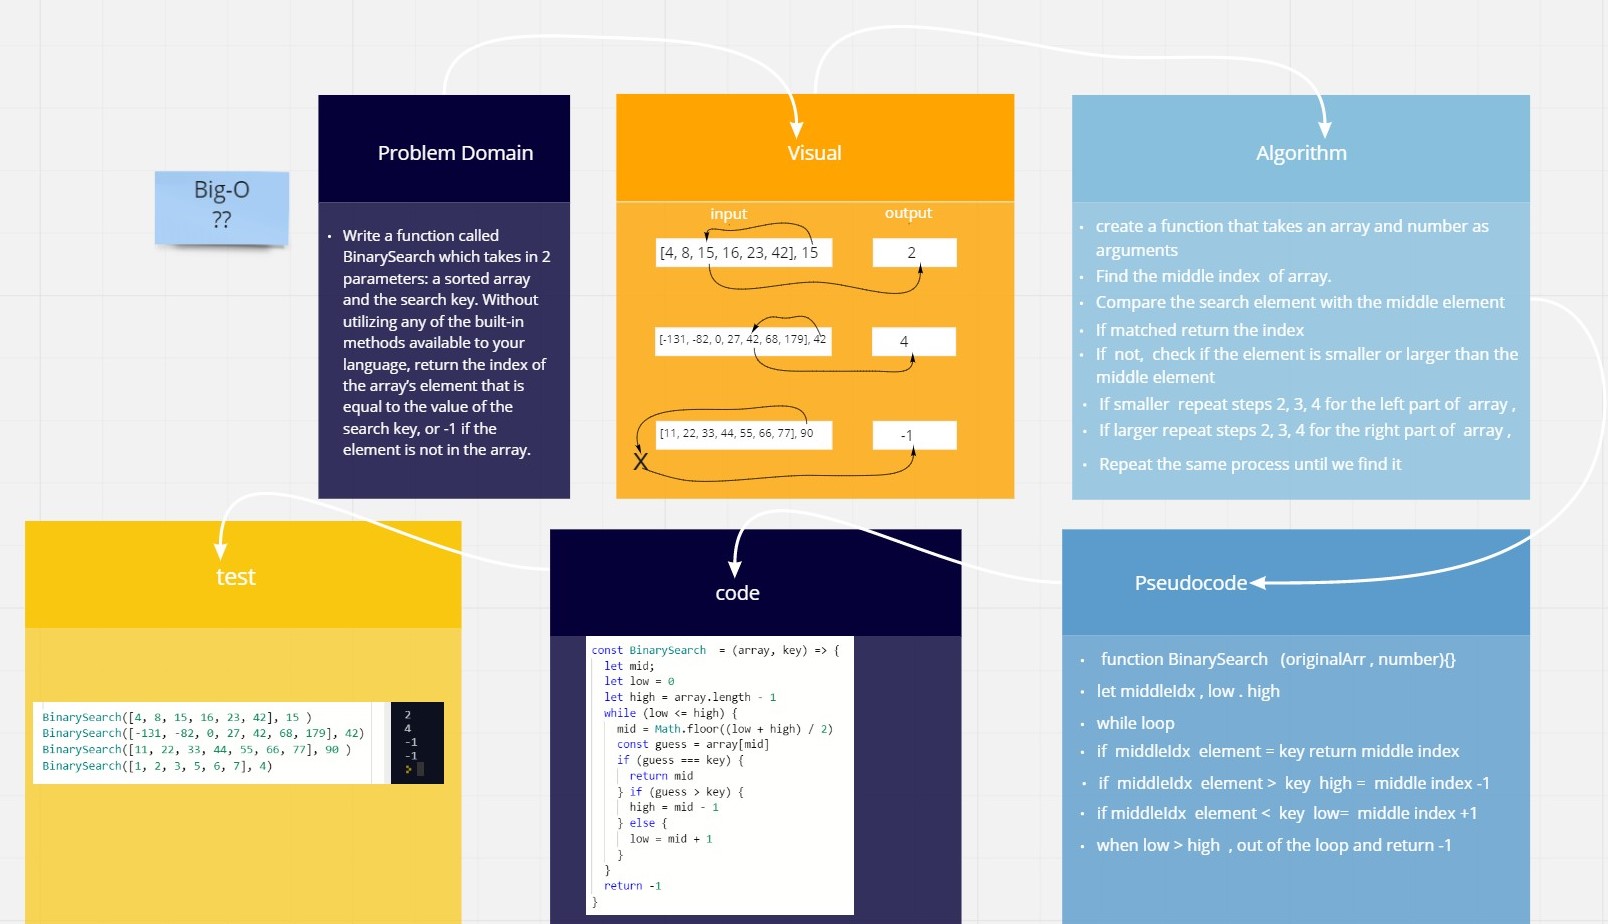 Big-O
??
Problem Domain
• Write a function called
BinarySearch which takes in 2
parameters: a sorted array
and the search key. Without
utilizing any of the built-in
methods available to your
language, return the index of
the array’s element that is
equal to the value of the
search key, or -1 if the
element is not in the array.
Visual
input output
[4, 8, 15, 16, 23, 42], 15 2
[-131, -82, 0, 27, 42, 68, 179], 42 4
[11, 22, 33, 44, 55, 66, 77], 90 -1
X
Algorithm
• create a function that takes an array and number as
arguments
• Find the middle index of array.
• Compare the search element with the middle element
• If matched return the index
• If not, check if the element is smaller or larger than the
middle element
• If smaller repeat steps 2, 3, 4 for the left part of array ,
• If larger repeat steps 2, 3, 4 for the right part of array ,
• Repeat the same process until we find it
test
BinarySearch([4, 8, 15, 16, 23, 42], 15 )
BinarySearch([-131, -82, 0, 27, 42, 68, 179], 42)
BinarySearch([11, 22, 33, 44, 55, 66, 77], 90 )
BinarySearch([1, 2, 3, 5, 6, 7], 4)
2
4
-1
-1
>
code
const BinarySearch = (array, key) => {
let mid;
let low = 0
let high = array.length - 1
while (low <= high) {
mid = Math.floor((low + high) / 2)
const guess = array[mid]
if (guess === key) {
return mid
} if (guess > key) {
high = mid - 1
} else {
low = mid + 1
}
}
return -1
}
Pseudocode
• function BinarySearch (originalArr , number){}
• let middleIdx , low . high
• while loop
• if middleIdx element = key return middle index
• if middleIdx element > key high = middle index -1
• if middleIdx element < key low= middle index +1
• when low > high , out of the loop and return -1